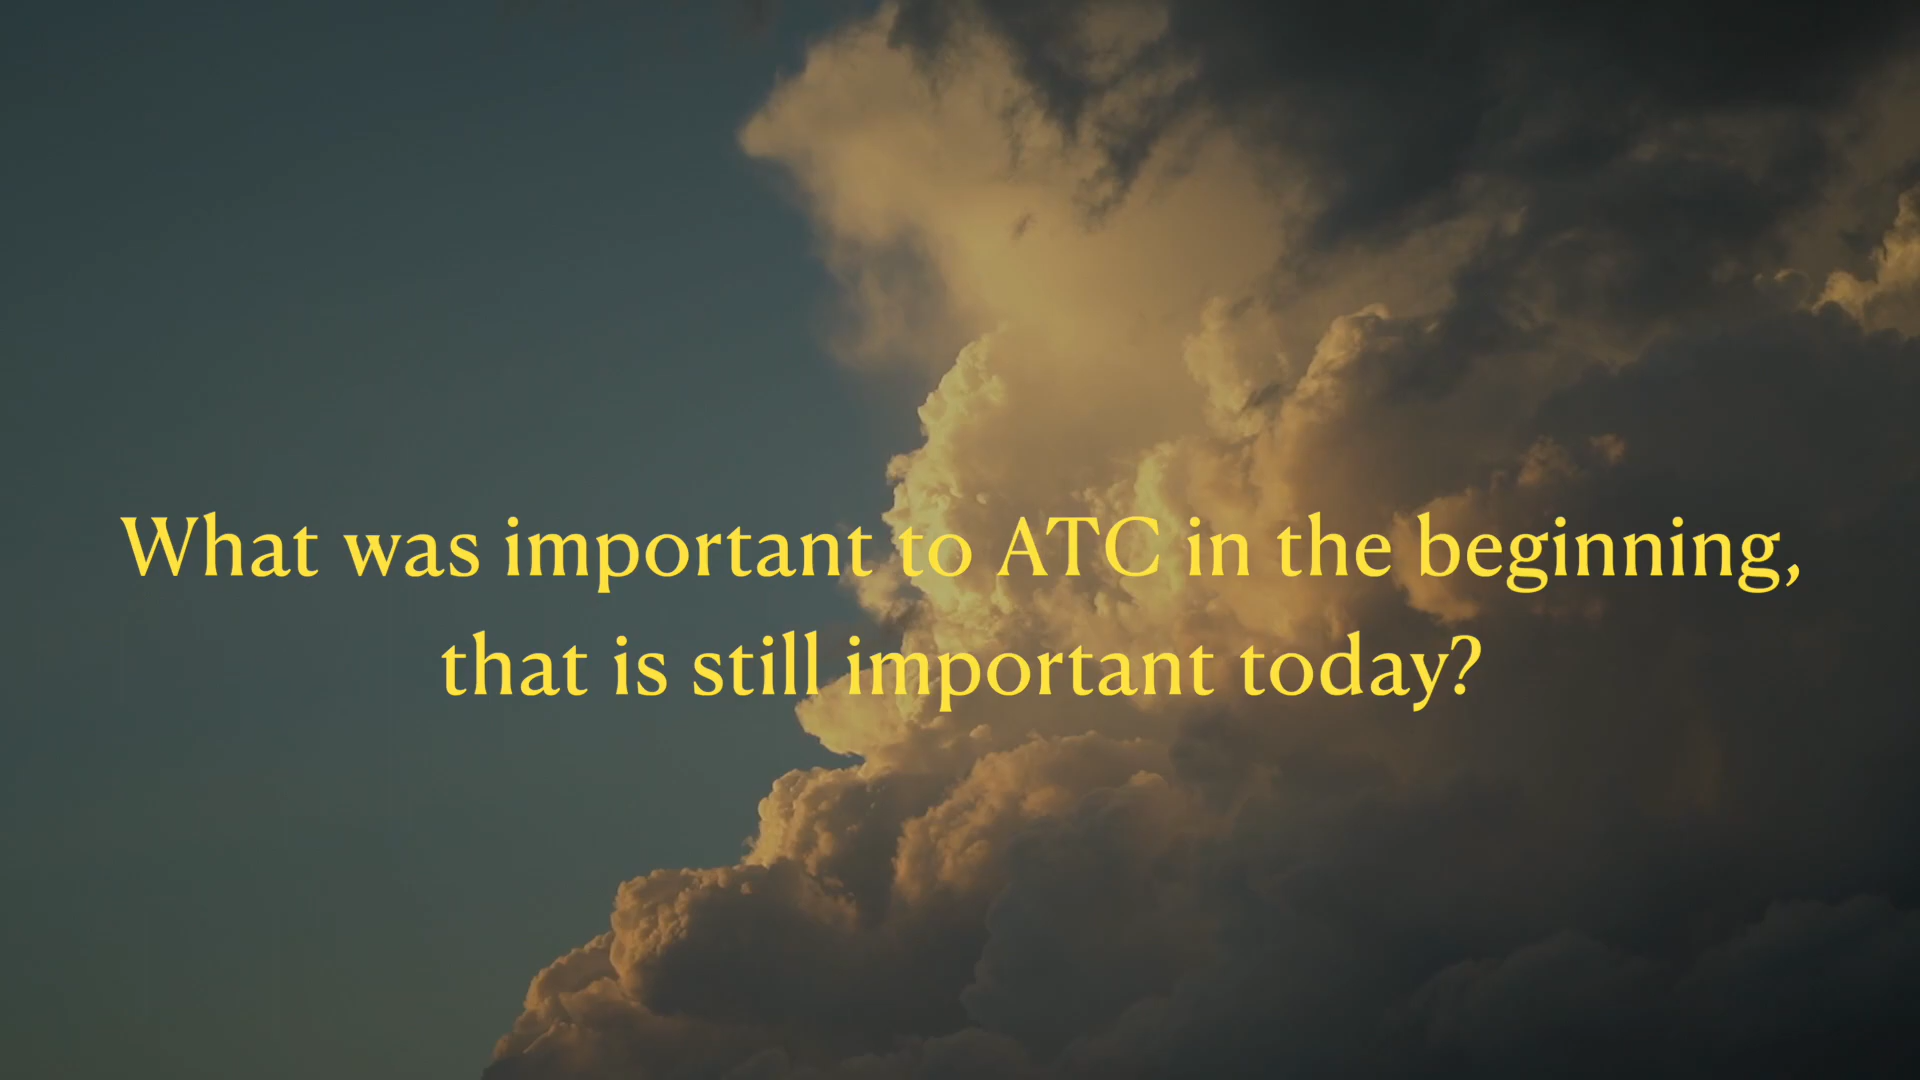 What was important to ATC in the beginning,
that is still important today?